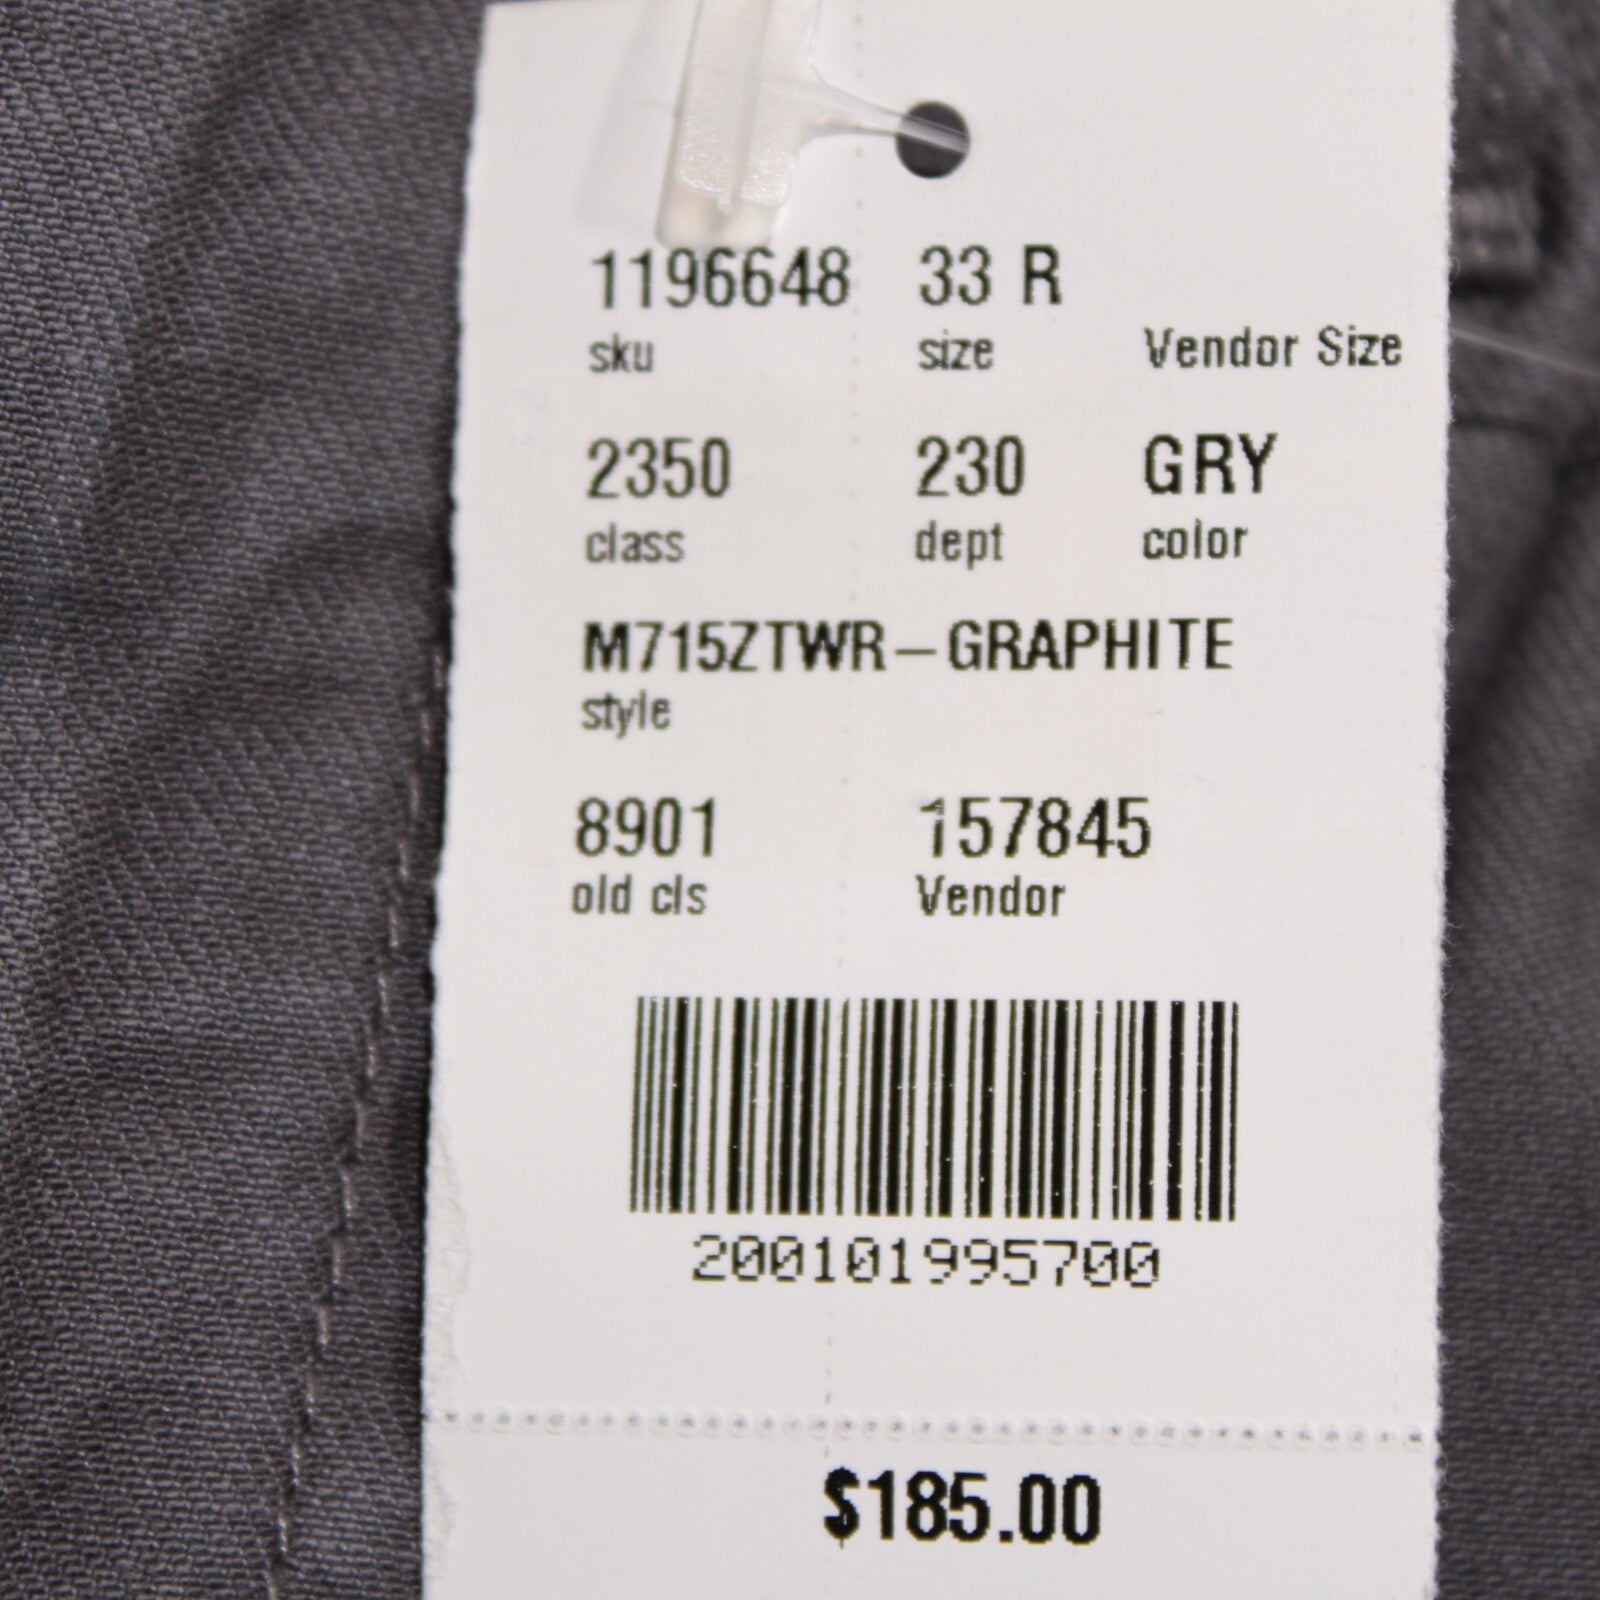 1196648 33 R
sku size Vendor Size
2350 230 GRY
class dept color
M715ZTWR–GRAPHITE
style
8901 157845
old cls Vendor
200101995700
$185.00